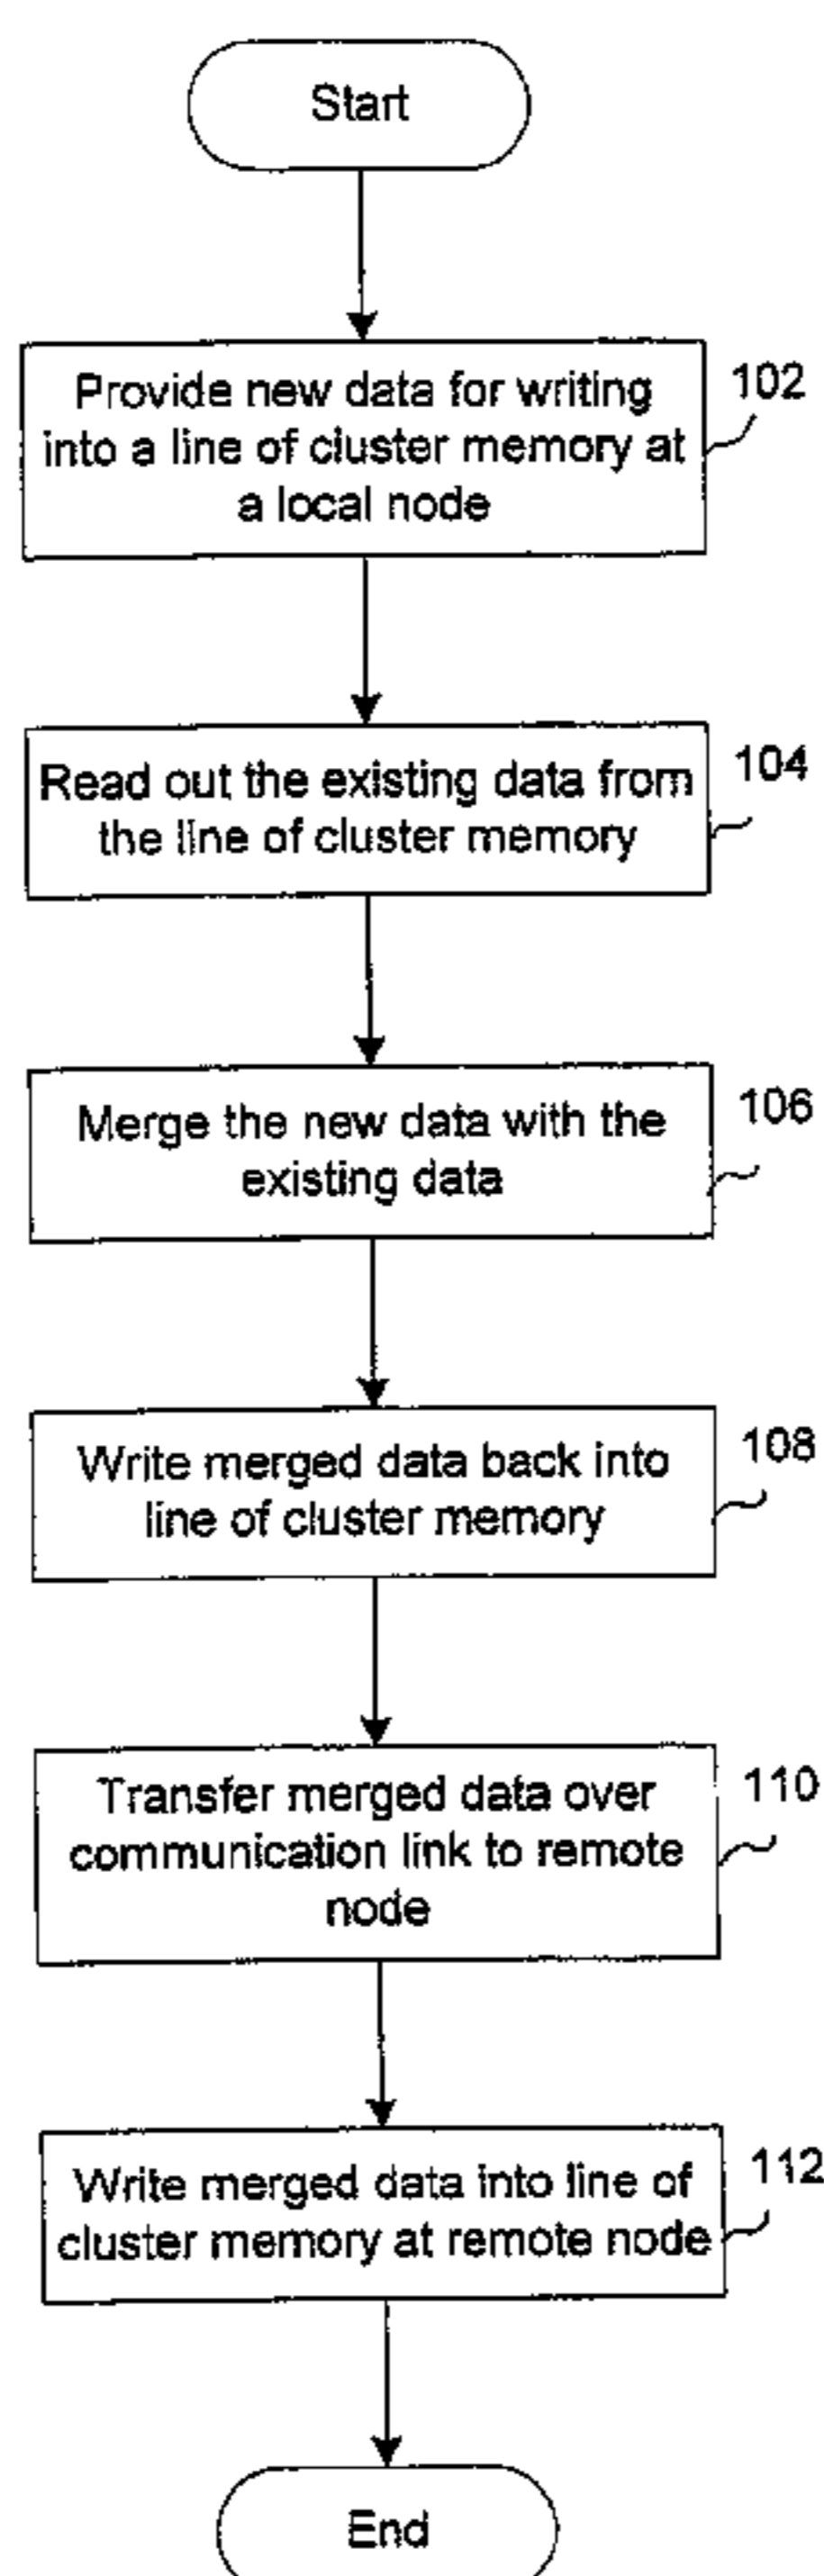 Start
Provide new data for writing
into a line of cluster memory at
a local node
102
Read out the existing data from
the line of cluster memory
104
Merge the new data with the
existing data
106
Write merged data back into
line of cluster memory
108
Transfer merged data over
communication link to remote
node
110
Write merged data into line of
cluster memory at remote node
112
End